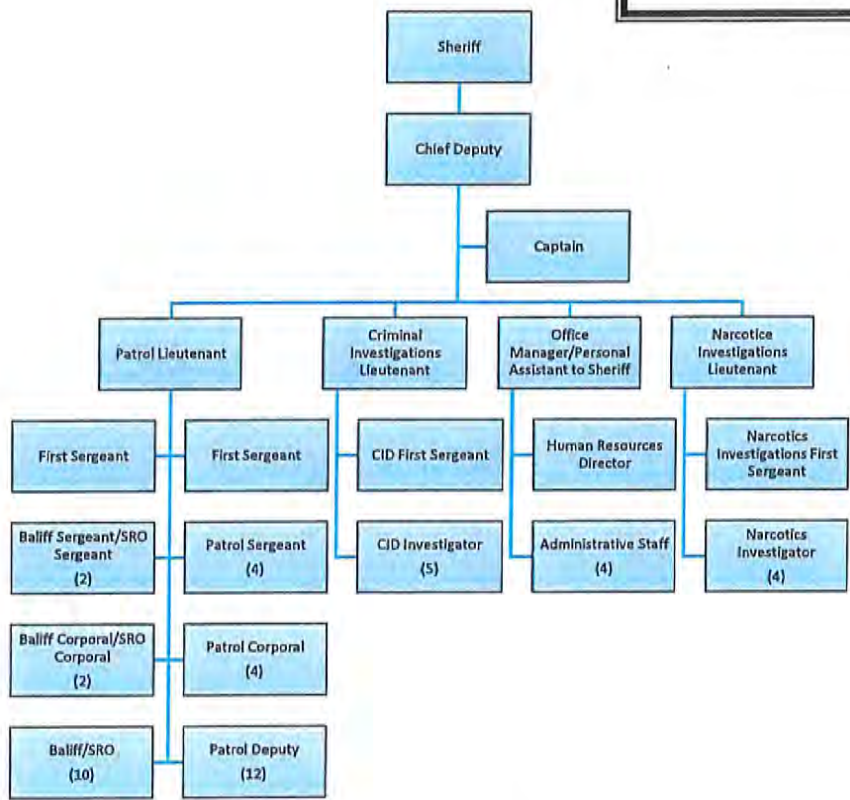 Sheriff
Chief Deputy
Captain
Patrol Lieutenant
Criminal
Investigations
Lieutenant
Office
Manager/Personal
Assistant to Sheriff
Narcotice
Investigations
Lieutenant
First Sergeant
First Sergeant
CID First Sergeant
Human Resources
Director
Narcotics
Investigations First
Sergeant
Baliff Sergeant/SRO
Sergeant
(2)
Patrol Sergeant
(4)
CID Investigator
(5)
Administrative Staff
(4)
Narcotics
Investigator
(4)
Baliff Corporal/SRO
Corporal
(2)
Patrol Corporal
(4)
Baliff/SRO
(10)
Patrol Deputy
(12)